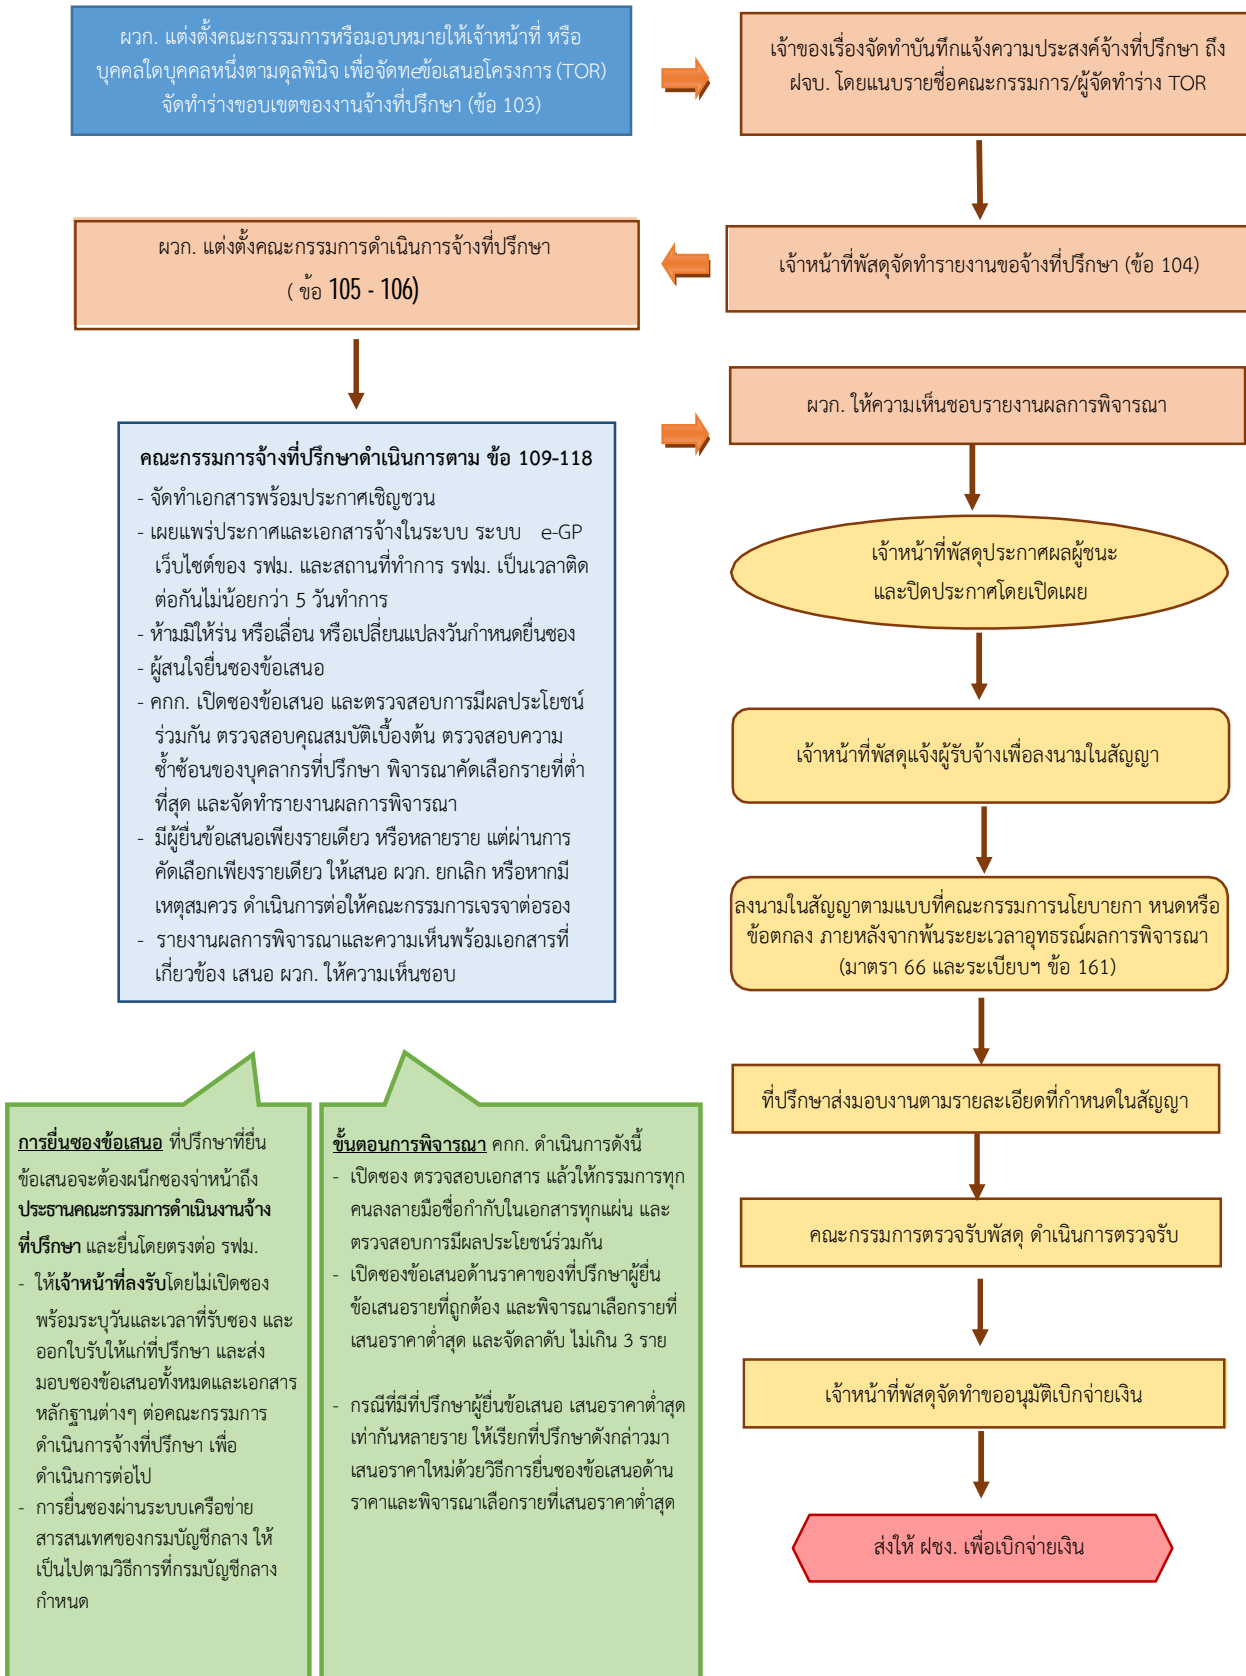 ผวก. แต่งตั้งคณะกรรมการหรือมอบหมายให้เจ้าหน้าที่ หรือ
บุคคลใดบุคคลหนึ่งตามดุลพินิจ เพื่อจัดทeข้อเสนอโครงการ (TOR)
จัดทำร่างขอบเขตของงานจ้างที่ปรึกษา (ข้อ 103)
เจ้าของเรื่องจัดทำบันทึกแจ้งความประสงค์จ้างที่ปรึกษา ถึง
ฝจบ. โดยแนบรายชื่อคณะกรรมการ/ผู้จัดทำร่าง TOR
เจ้าหน้าที่พัสดุจัดทำรายงานขอจ้างที่ปรึกษา (ข้อ 104)
ผวก. แต่งตั้งคณะกรรมการดำเนินการจ้างที่ปรึกษา
( ข้อ 105 - 106)
คณะกรรมการจ้างที่ปรึกษาดำเนินการตาม ข้อ 109-118
- จัดทำเอกสารพร้อมประกาศเชิญชวน
- เผยแพร่ประกาศและเอกสารจ้างในระบบ ระบบ e-GP
เว็บไซต์ของ รฟม. และสถานที่ทำการ รฟม. เป็นเวลาติด
ต่อกันไม่น้อยกว่า 5 วันทำการ
- ห้ามมิให้ร่น หรือเลื่อน หรือเปลี่ยนแปลงวันกำหนดยื่นซอง
- ผู้สนใจยื่นซองข้อเสนอ
- คกก. เปิดซองข้อเสนอ และตรวจสอบการมีผลประโยชน์
ร่วมกัน ตรวจสอบคุณสมบัติเบื้องต้น ตรวจสอบความ
ซ้ำซ้อนของบุคลากรที่ปรึกษา พิจารณาคัดเลือกรายที่ต่ำ
ที่สุด และจัดทำรายงานผลการพิจารณา
- มีผู้ยื่นข้อเสนอเพียงรายเดียว หรือหลายราย แต่ผ่านการ
คัดเลือกเพียงรายเดียว ให้เสนอ ผวก. ยกเลิก หรือหากมี
เหตุสมควร ดำเนินการต่อให้คณะกรรมการเจรจาต่อรอง
- รายงานผลการพิจารณาและความเห็นพร้อมเอกสารที่
เกี่ยวข้อง เสนอ ผวก. ให้ความเห็นชอบ
ผวก. ให้ความเห็นชอบรายงานผลการพิจารณา
เจ้าหน้าที่พัสดุประกาศผลผู้ชนะ
และปิดประกาศโดยเปิดเผย
เจ้าหน้าที่พัสดุแจ้งผู้รับจ้างเพื่อลงนามในสัญญา
ลงนามในสัญญาตามแบบที่คณะกรรมการนโยบายกา หนดหรือ
ข้อตกลง ภายหลังจากพ้นระยะเวลาอุทธรณ์ผลการพิจารณา
(มาตรา 66 และระเบียบฯ ข้อ 161)
ที่ปรึกษาส่งมอบงานตามรายละเอียดที่กำหนดในสัญญา
คณะกรรมการตรวจรับพัสดุ ดำเนินการตรวจรับ
เจ้าหน้าที่พัสดุจัดทำขออนุมัติเบิกจ่ายเงิน
ส่งให้ ฝชง. เพื่อเบิกจ่ายเงิน
การยื่นซองข้อเสนอ ที่ปรึกษาที่ยื่น
ข้อเสนอจะต้องผนึกซองจ่าหน้าถึง
ประธานคณะกรรมการดำเนินงานจ้าง
ที่ปรึกษา และยื่นโดยตรงต่อ รฟม.
- ให้เจ้าหน้าที่ลงรับโดยไม่เปิดซอง
พร้อมระบุวันและเวลาที่รับซอง และ
ออกใบรับให้แก่ที่ปรึกษา และส่ง
มอบซองข้อเสนอทั้งหมดและเอกสาร
หลักฐานต่างๆ ต่อคณะกรรมการ
ดำเนินการจ้างที่ปรึกษา เพื่อ
ดำเนินการต่อไป
- การยื่นซองผ่านระบบเครือข่าย
สารสนเทศของกรมบัญชีกลาง ให้
เป็นไปตามวิธีการที่กรมบัญชีกลาง
กำหนด
ขั้นตอนการพิจารณา คกก. ดำเนินการดังนี้
- เปิดซอง ตรวจสอบเอกสาร แล้วให้กรรมการทุก
คนลงลายมือชื่อกำกับในเอกสารทุกแผ่น และ
ตรวจสอบการมีผลประโยชน์ร่วมกัน
- เปิดซองข้อเสนอด้านราคาของที่ปรึกษาผู้ยื่น
ข้อเสนอรายที่ถูกต้อง และพิจารณาเลือกรายที่
เสนอราคาต่ำสุด และจัดลาดับ ไม่เกิน 3 ราย
- กรณีที่มีที่ปรึกษาผู้ยื่นข้อเสนอ เสนอราคาต่ำสุด
เท่ากันหลายราย ให้เรียกที่ปรึกษาดังกล่าวมา
เสนอราคาใหม่ด้วยวิธีการยื่นซองข้อเสนอด้าน
ราคาและพิจารณาเลือกรายที่เสนอราคาต่ำสุด